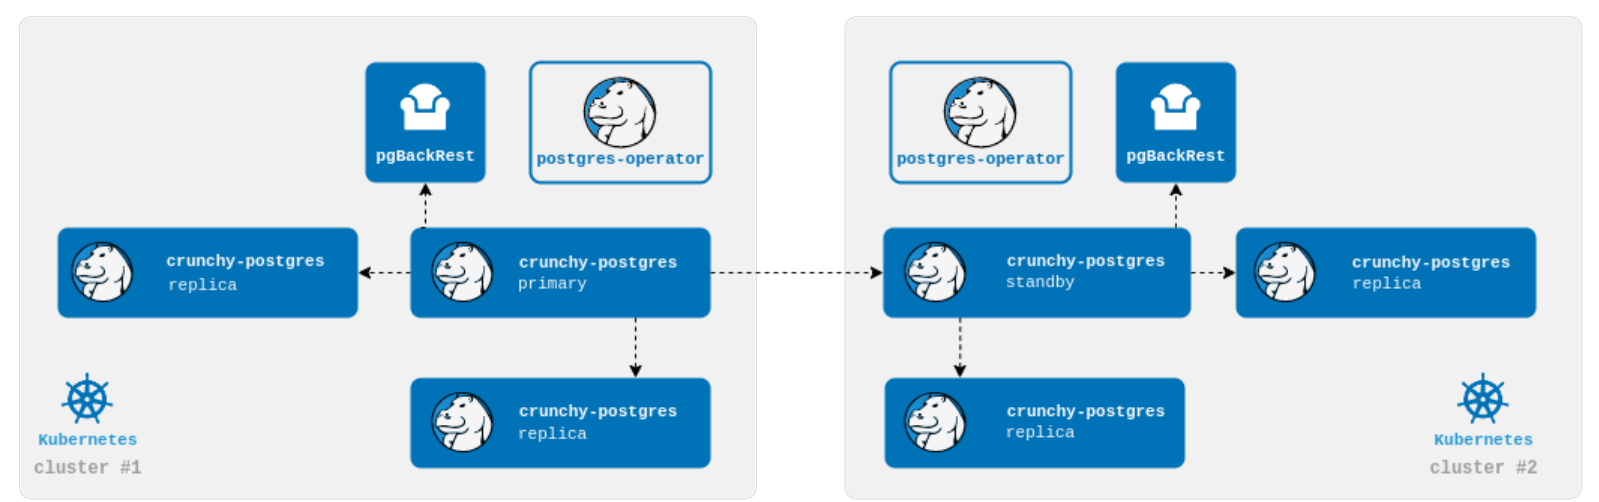 pgBackRest
postgres-operator
crunchy-postgres
replica
crunchy-postgres
primary
crunchy-postgres
replica
Kubernetes
cluster #1
postgres-operator
pgBackRest
crunchy-postgres
standby
crunchy-postgres
replica
crunchy-postgres
replica
Kubernetes
cluster #2